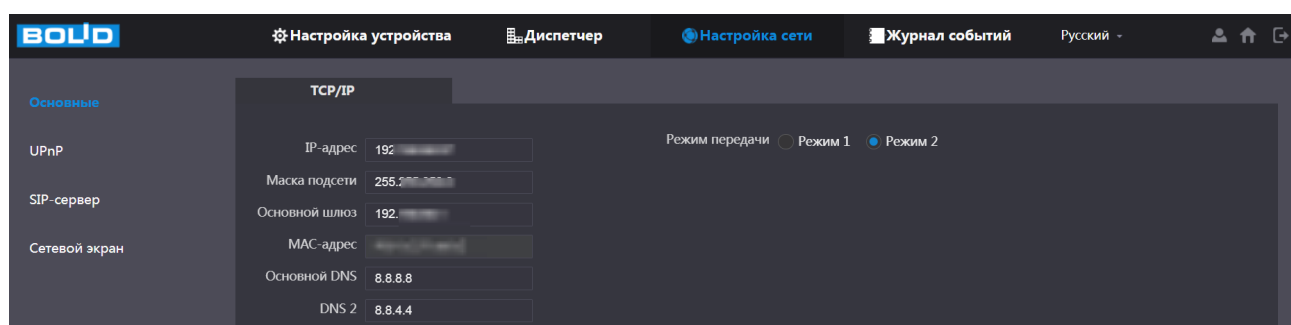 BOLID Настройка устройства Диспетчер Настройка сети Журнал событий Русский
TCP/IP
Основные
IP-адрес 192
Режим передачи Режим 1 Режим 2
UPnP
Маска подсети 255.
SIP-сервер
Основной шлюз 192.
MAC-адрес
Сетевой экран
Основной DNS 8.8.8.8
DNS 2 8.8.4.4